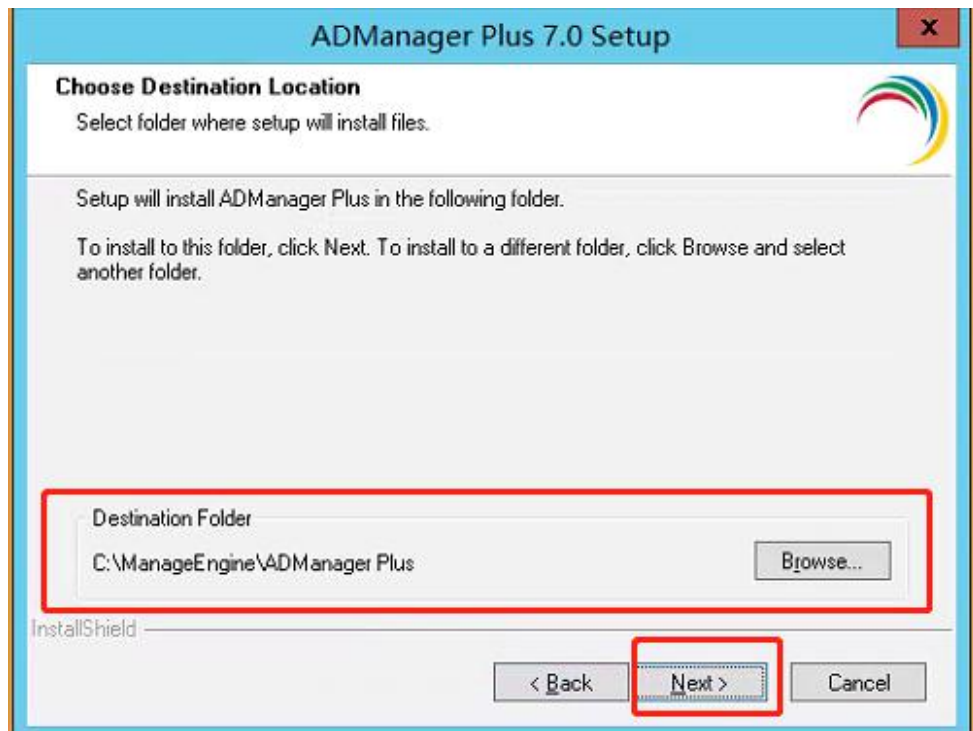 ADManager Plus 7.0 Setup
x
Choose Destination Location
Select folder where setup will install files.
Setup will install ADManager Plus in the following folder.
To install to this folder, click Next. To install to a different folder, click Browse and select
another folder.
Destination Folder
C:\ManageEngine\ADManager Plus
Browse...
InstallShield
< Back
Next >
Cancel